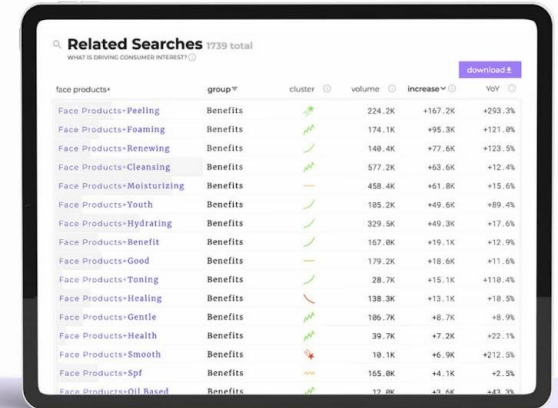 Related Searches 1739 total
WHAT IS DRIVING CONSUMER INTEREST?
download
face products+ group cluster volume increase YoY
Face Products+Peeling Benefits 224.2K +167.2K +293.3%
Face Products+Foaming Benefits 174.1K +95.3K +121.0%
Face Products+Renewing Benefits 140.4K +77.6K +123.5%
Face Products+Cleansing Benefits 577.2K +63.6K +12.4%
Face Products+Moisturizing Benefits 458.4K +61.8K +15.6%
Face Products+Youth Benefits 105.2K +49.6K +89.4%
Face Products+Hydrating Benefits 329.5K +49.3K +17.6%
Face Products+Benefit Benefits 167.0K +19.1K +12.9%
Face Products+Good Benefits 179.2K +18.6K +11.6%
Face Products+Toning Benefits 28.7K +15.1K +110.4%
Face Products+Healing Benefits 138.3K +13.1K +10.5%
Face Products+Gentle Benefits 106.7K +8.7K +8.9%
Face Products+Health Benefits 39.7K +7.2K +22.1%
Face Products+Smooth Benefits 10.1K +6.9K +212.5%
Face Products+Spf Benefits 165.0K +4.1K +2.5%
Face Products+Oil Based Benefits 12.0K +3.6K +43.3%